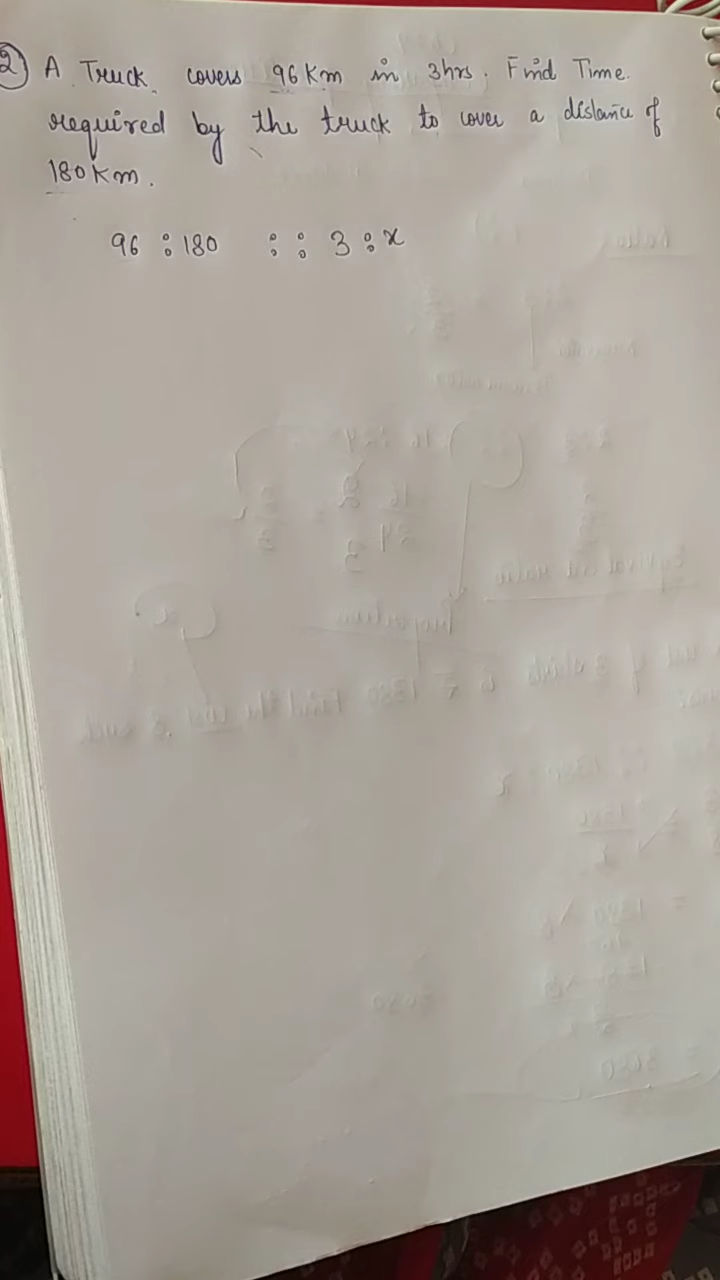 2 A Truck covers 96 Km in 3hrs. Find Time
required by the truck to cover a distance of
180 Km.
96 : 180 : : 3 : x